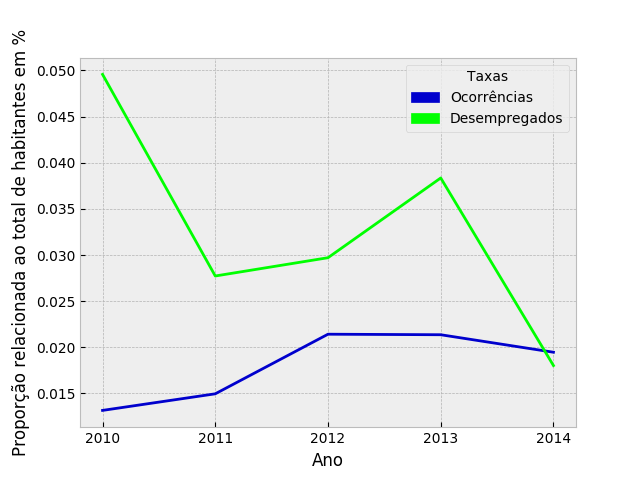 Proporção relacionada ao total de habitantes em %
0.050
0.045
0.040
0.035
0.030
0.025
0.020
0.015
Taxas
Ocorrências
Desempregados
2010 2011 2012 2013 2014
Ano